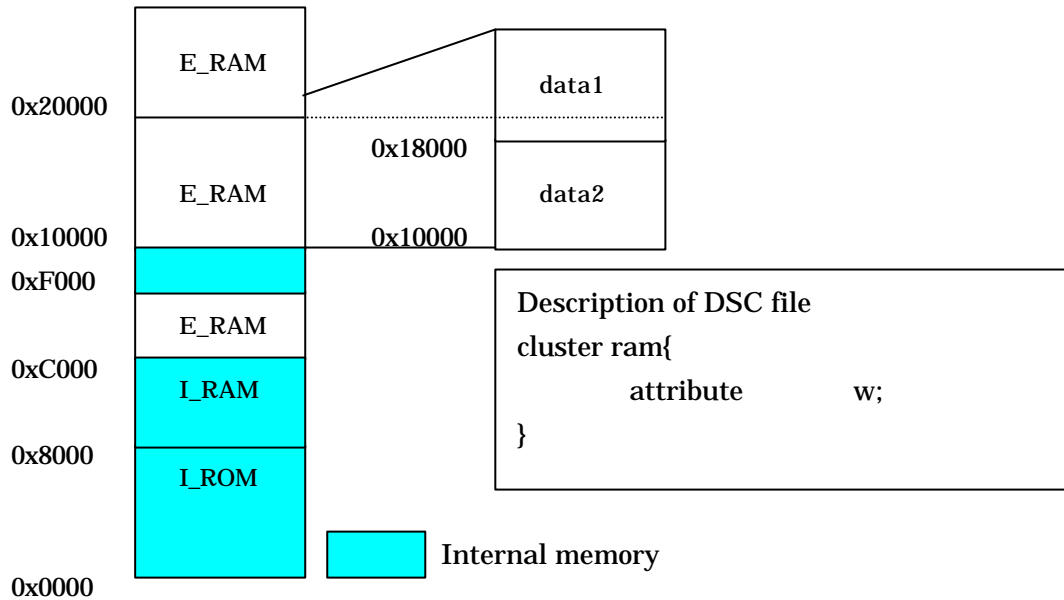 E_RAM
data1
0x20000
0x18000
E_RAM
data2
0x10000
0x10000
0xF000
Description of DSC file
E_RAM
cluster ram{
0xC000
I_RAM
attribute w;
}
0x8000
I_ROM
Internal memory
0x0000